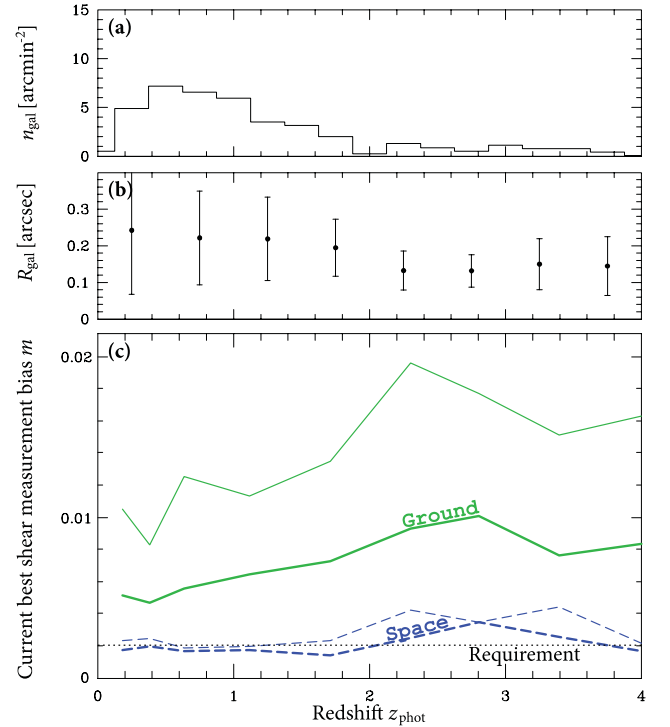 (a)
15
10
5
0
n_gal [arcmin^-2]
(b)
0.3
0.2
0.1
0
R_gal [arcsec]
(c)
0.02
0.01
0
Current best shear measurement bias m
Ground
Space
Requirement
0 1 2 3 4
Redshift z_phot